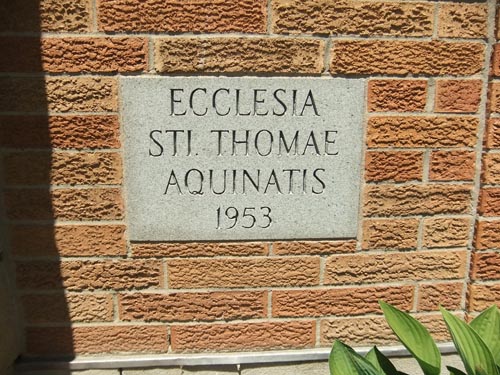 ECCLESIA
STI. THOMAE
AQUINATIS
1953